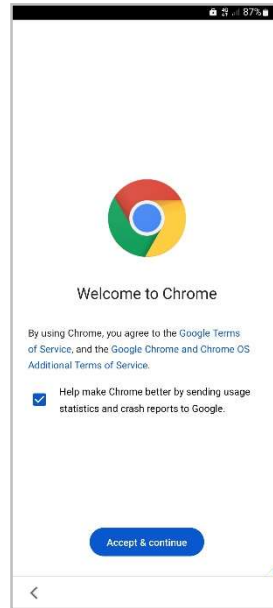 87%
Welcome to Chrome
By using Chrome, you agree to the Google Terms
of Service, and the Google Chrome and Chrome OS
Additional Terms of Service.
Help make Chrome better by sending usage
statistics and crash reports to Google.
Accept & continue